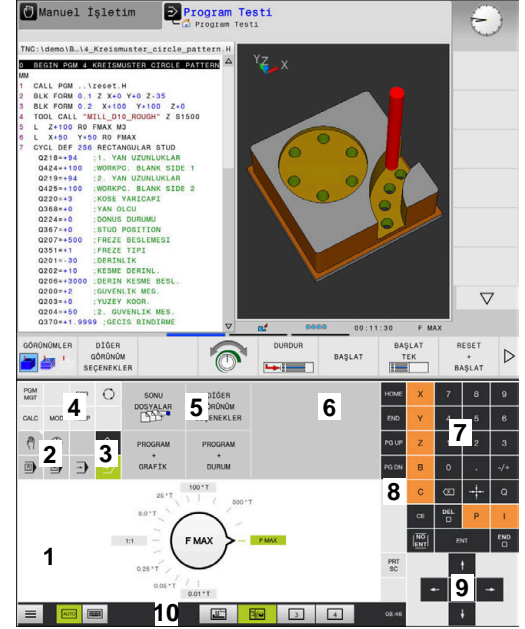 Manuel İşletim
Program Testi
Program Testi
TNC:\demo\B…\4_Kreismuster_circle_pattern.H
0 BEGIN PGM 4 KREISMUSTER CIRCLE PATTERN
MM
1 CALL PGM ..\reset.H
2 BLK FORM 0.1 Z X+0 Y+0 Z-35
3 BLK FORM 0.2 X+100 Y+100 Z+0
4 TOOL CALL "MILL_D10_ROUGH" Z S1500
5 L Z+100 R0 FMAX M3
6 L X+50 Y+50 R0 FMAX
7 CYCL DEF 256 RECTANGULAR STUD
Q218=+94 ;1. YAN UZUNLUKLAR
Q424=+100 ;WORKPC. BLANK SIDE 1
Q219=+94 ;2. YAN UZUNLUKLAR
Q425=+100 ;WORKPC. BLANK SIDE 2
Q220=+3 ;KOSE YARICAPI
Q368=+0 ;YAN OLCU
Q224=+0 ;DONUS DURUMU
Q367=+0 ;STUD POSITION
Q207=+500 ;FREZE BESLEMESI
Q351=+1 ;FREZE TIPI
Q201=-30 ;DERINLIK
Q202=+10 ;KESME DERINL.
Q206=+3000 ;DERIN KESME BESL.
Q200=+2 ;GUVENLIK MES.
Q203=+0 ;YUZEY KOOR.
Q204=+50 ;2. GUVENLIK MES.
Q370=+1.9999 ;GECIS BINDIRME
YZ X
00:11:30 F MAX
GÖRÜNÜMLER
DİĞER
GÖRÜNÜM
SEÇENEKLER
DURDUR
BAŞLAT
BAŞLAT
TEK
RESET
+
BAŞLAT
PGM
MGT
CALC
MOD
4
2
3
SONU
DOSYALAR
5
DİĞER
GÖRÜNÜM
SEÇENEKLER
6
PROGRAM
+
GRAFİK
PROGRAM
+
DURUM
HOME X 7 8 9
END Y 4 5 6
PG UP Z 1 2 3
7
PG DN B 0 . -/+
8
C Q
CE DEL P I
NO
ENT
ENT
END
PRT
SC
9
1
100 *T
25 *T
500 *T
5.0 *T
1:1
F MAX
F MAX
0.25 *T
0.05 *T
0.01 *T
AUTO
10
3
4
08:46